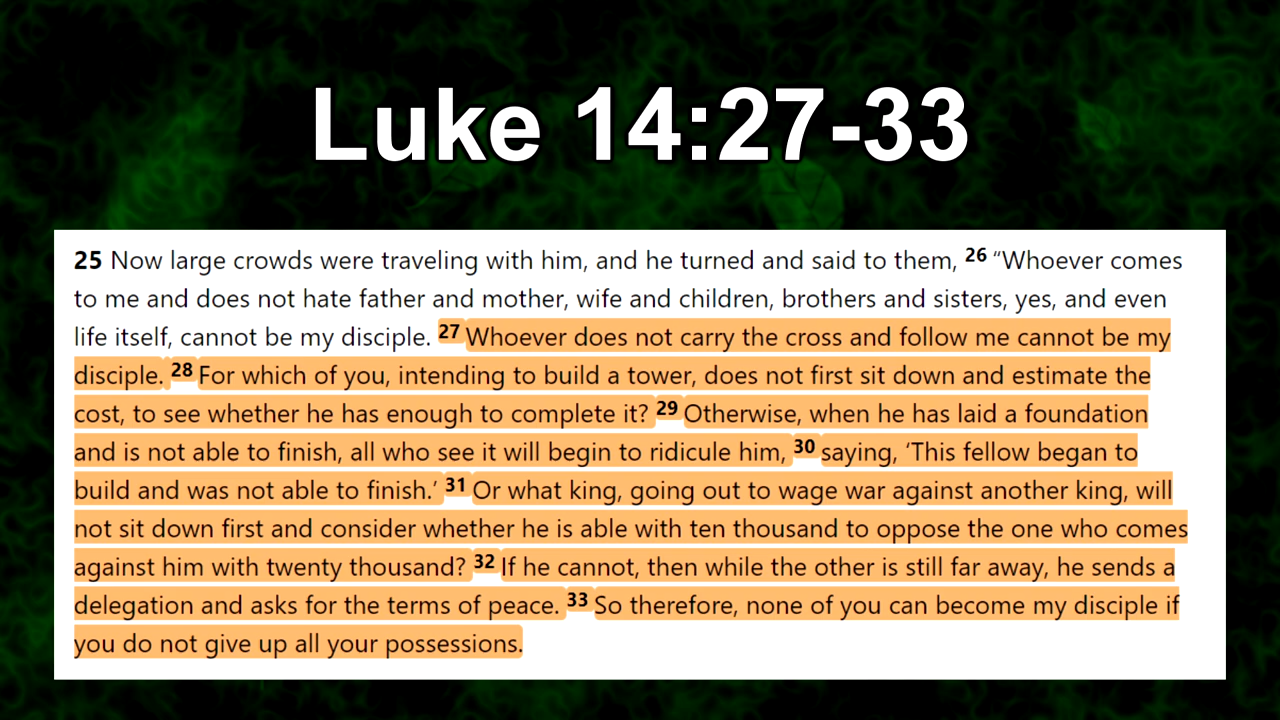 Luke 14:27-33
25 Now large crowds were traveling with him, and he turned and said to them, 26 “Whoever comes
to me and does not hate father and mother, wife and children, brothers and sisters, yes, and even
life itself, cannot be my disciple. 27 Whoever does not carry the cross and follow me cannot be my
disciple. 28 For which of you, intending to build a tower, does not first sit down and estimate the
cost, to see whether he has enough to complete it? 29 Otherwise, when he has laid a foundation
and is not able to finish, all who see it will begin to ridicule him, 30 saying, ‘This fellow began to
build and was not able to finish.’ 31 Or what king, going out to wage war against another king, will
not sit down first and consider whether he is able with ten thousand to oppose the one who comes
against him with twenty thousand? 32 If he cannot, then while the other is still far away, he sends a
delegation and asks for the terms of peace. 33 So therefore, none of you can become my disciple if
you do not give up all your possessions.